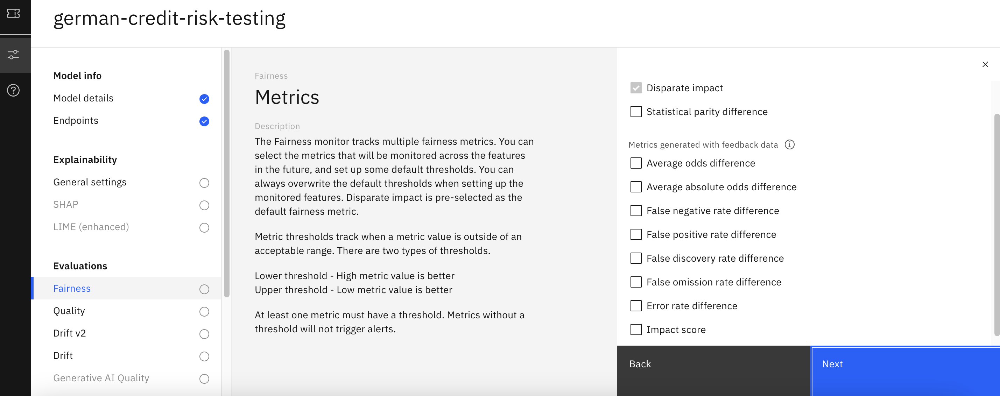 german-credit-risk-testing
Model info
Model details
Endpoints
Explainability
General settings
SHAP
LIME (enhanced)
Evaluations
Fairness
Quality
Drift v2
Drift
Generative AI Quality
Fairness
Metrics
Description
The Fairness monitor tracks multiple fairness metrics. You can
select the metrics that will be monitored across the features
in the future, and set up some default thresholds. You can
always overwrite the default thresholds when setting up the
monitored features. Disparate impact is pre-selected as the
default fairness metric.
Metric thresholds track when a metric value is outside of an
acceptable range. There are two types of thresholds.
Lower threshold - High metric value is better
Upper threshold - Low metric value is better
At least one metric must have a threshold. Metrics without a
threshold will not trigger alerts.
Disparate impact
Statistical parity difference
Metrics generated with feedback data
Average odds difference
Average absolute odds difference
False negative rate difference
False positive rate difference
False discovery rate difference
False omission rate difference
Error rate difference
Impact score
Back
Next